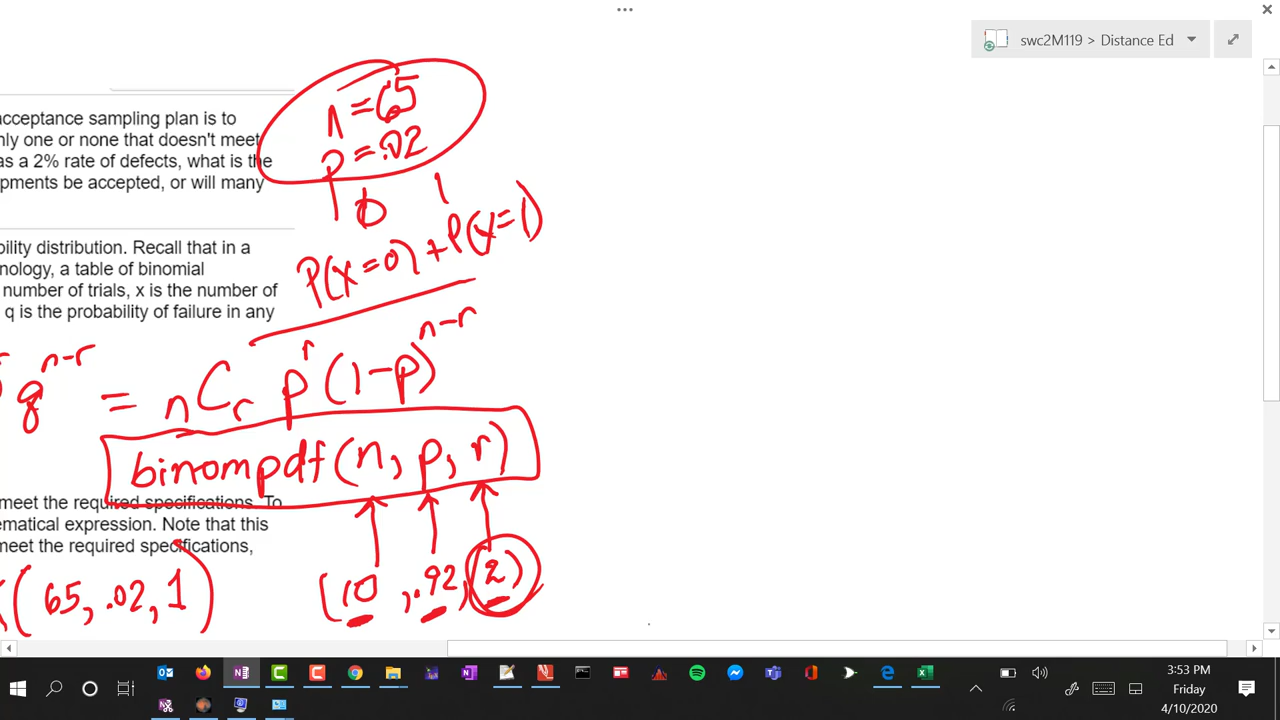 swc2M119 > Distance Ed
acceptance sampling plan is to
nly one or none that doesn't meet
as a 2% rate of defects, what is the
pments be accepted, or will many
n = 65
p = .02
0 1
P(x=0) + P(x=1)
bility distribution. Recall that in a
nology, a table of binomial
number of trials, x is the number of
q is the probability of failure in any
q^n-r = nCr p^r (1-p)^n-r
binompdf(n, p, r)
meet the required specifications. To
ematical expression. Note that this
meet the required specifications,
(65, .02, 1)
(10, .92, 2)
3:53 PM
Friday
4/10/2020